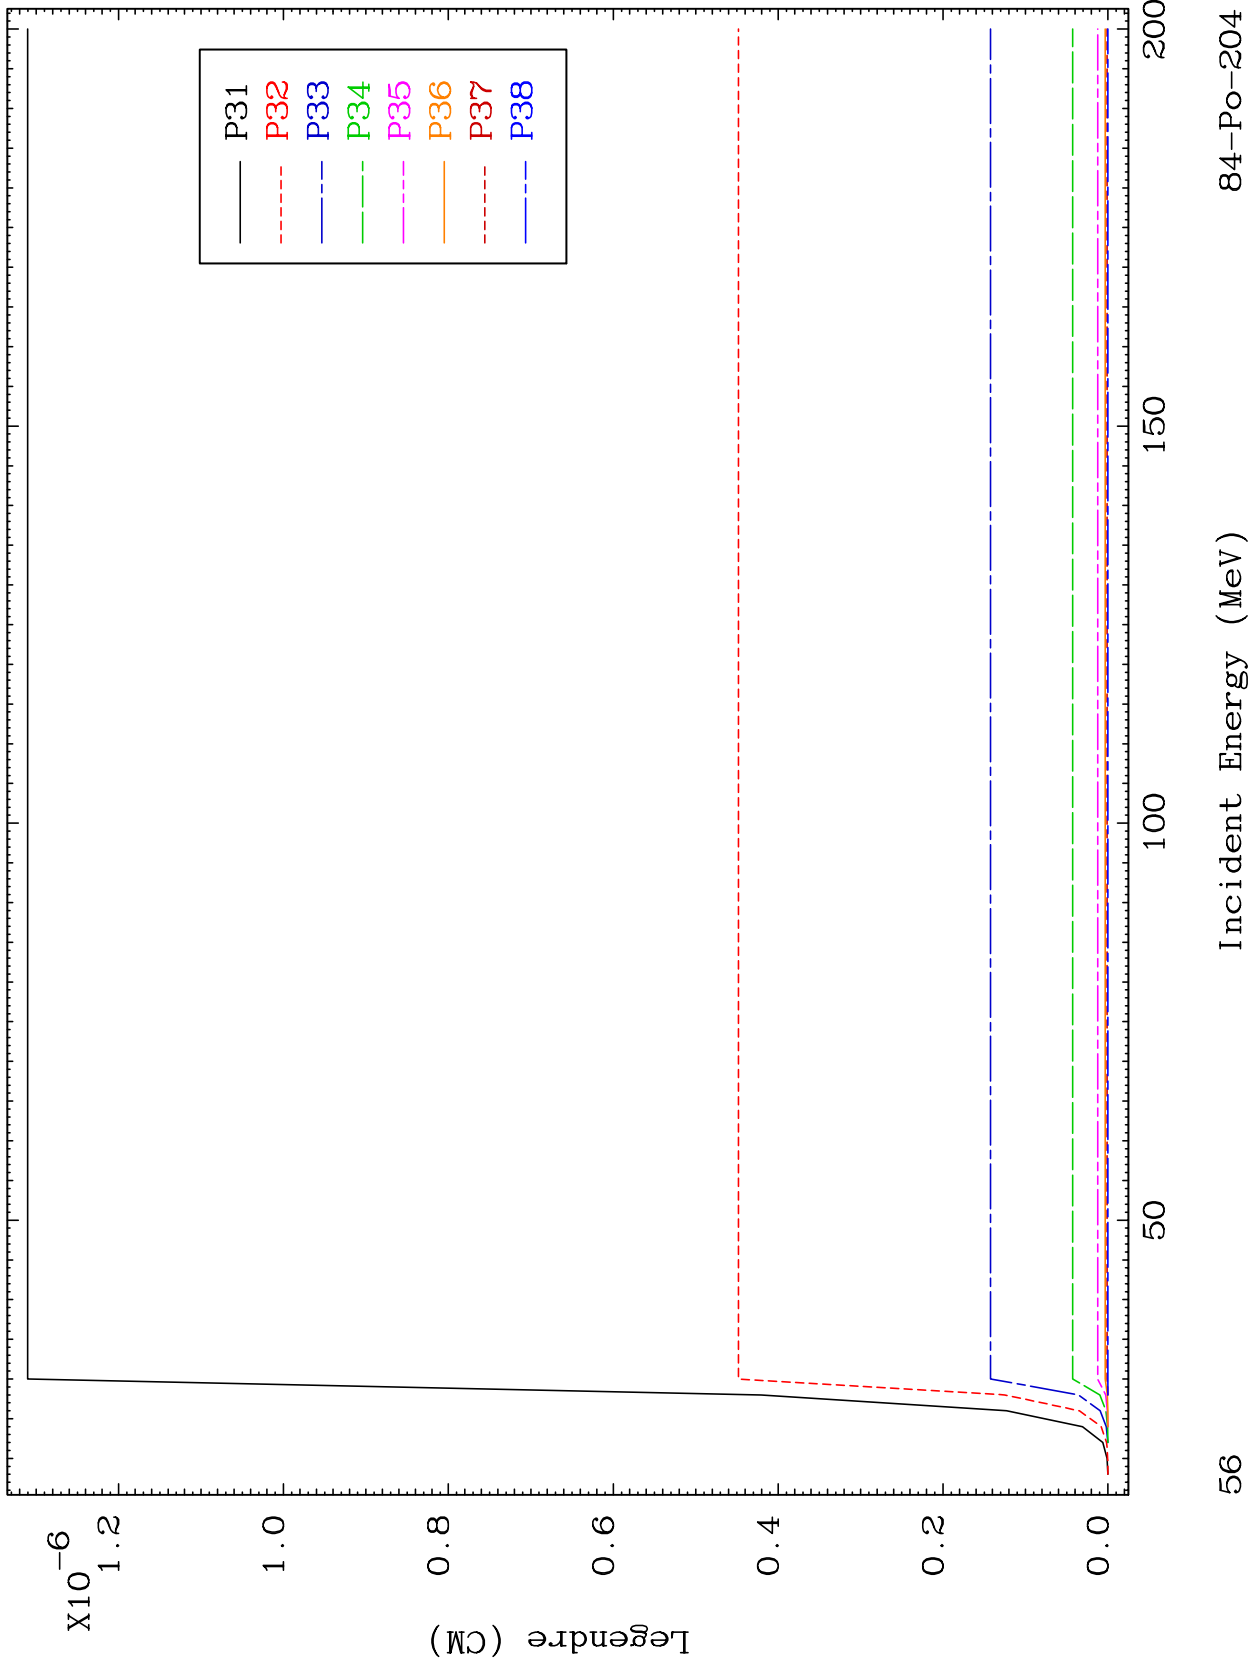 X10-6
1.2
1.0
0.8
0.6
0.4
0.2
0.0
Legendre (CM)
P31
P32
P33
P34
P35
P36
P37
P38
50
100
150
200
Incident Energy (MeV)
56
84-Po-204